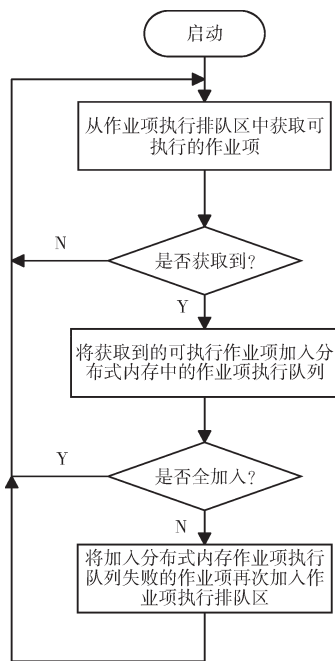 启动
从作业项执行排队区中获取可
执行的作业项
N
是否获取到?
Y
将获取到的可执行作业项加入分
布式内存中的作业项执行队列
Y
是否全加入?
N
将加入分布式内存作业项执行
队列失败的作业项再次加入作
业项执行排队区